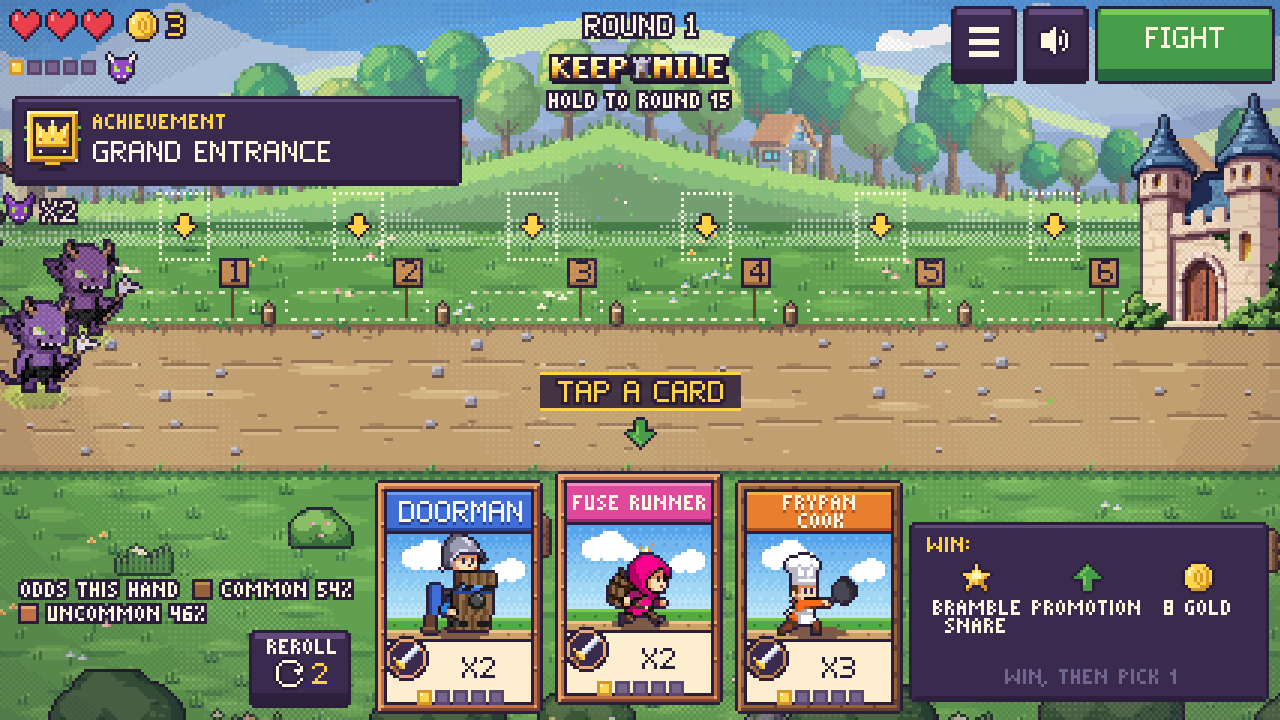 3
ROUND 1
KEEP MILE
HOLD TO ROUND 15
FIGHT
ACHIEVEMENT
GRAND ENTRANCE
X2
1
2
3
4
5
6
TAP A CARD
DOORMAN
FUSE RUNNER
FRYPAN
COOK
WIN:
BRAMBLE
SNARE
PROMOTION
8 GOLD
WIN, THEN PICK 1
ODDS THIS HAND COMMON 54%
UNCOMMON 46%
REROLL
2
X2
X2
X3